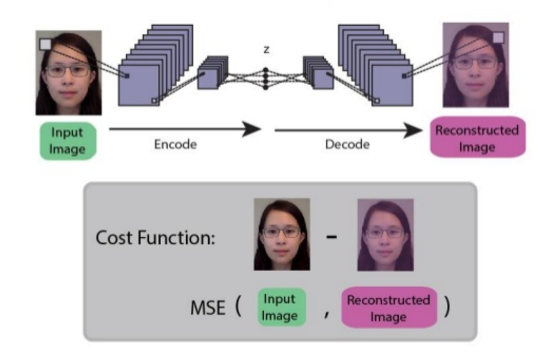 z
Input
Image
Encode
Decode
Reconstructed
Image
Cost Function:
-
MSE ( Input
Image , Reconstructed
Image )